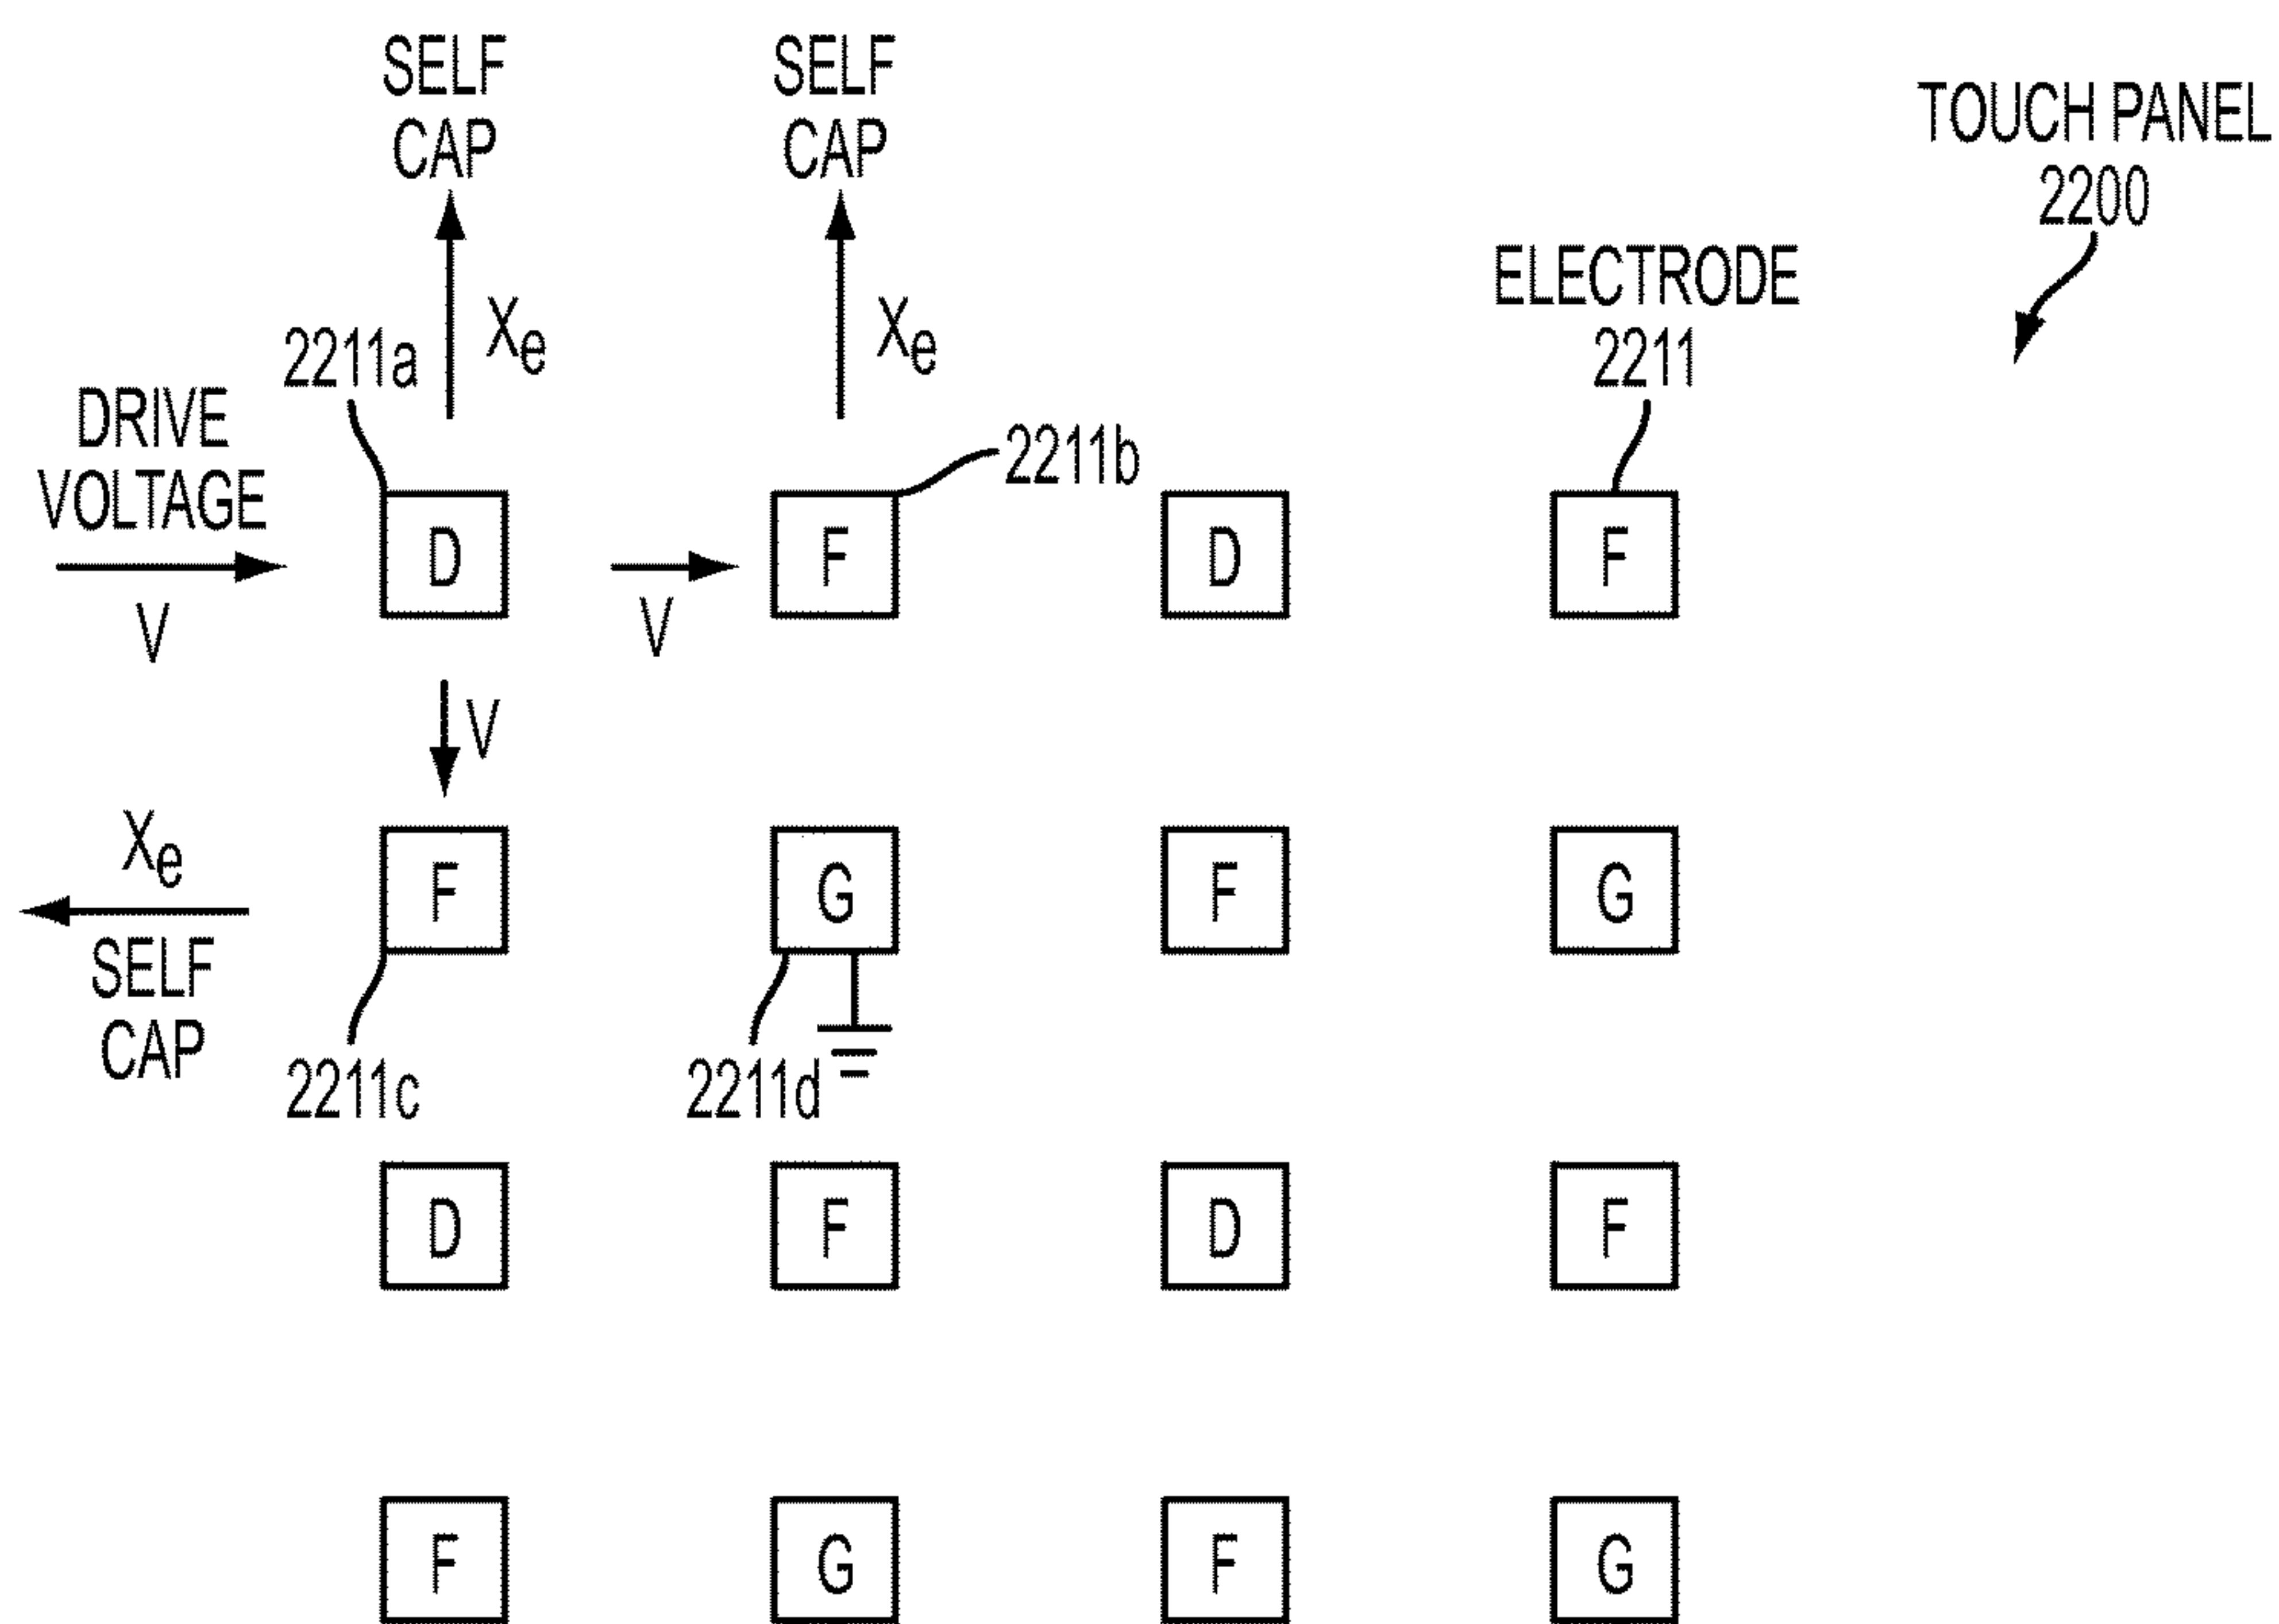 SELF
CAP
SELF
CAP
TOUCH PANEL
2200
Xe
Xe
ELECTRODE
2211
2211a
DRIVE
VOLTAGE
V
2211b
D
F
D
F
V
V
Xe
SELF
CAP
F
G
F
G
2211c
2211d
D
F
D
F
F
G
F
G